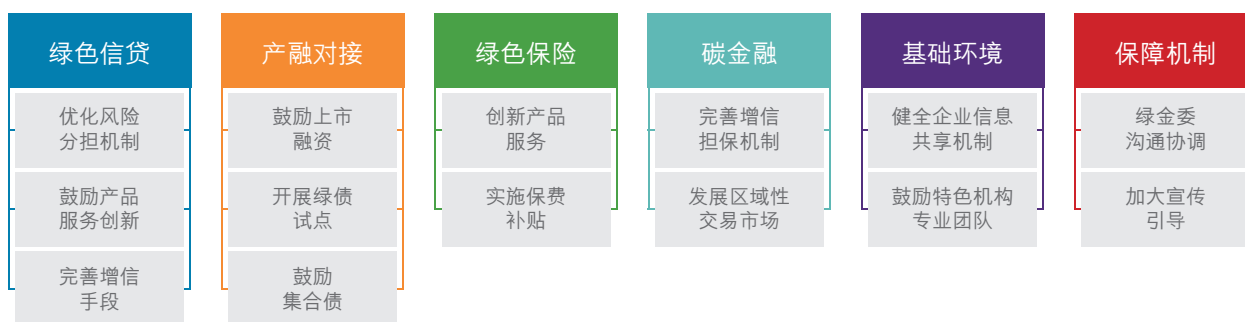 绿色信贷
优化风险
分担机制
鼓励产品
服务创新
完善增信
手段
产融对接
鼓励上市
融资
开展绿债
试点
鼓励
集合债
绿色保险
创新产品
服务
实施保费
补贴
碳金融
完善增信
担保机制
发展区域性
交易市场
基础环境
健全企业信息
共享机制
鼓励特色机构
专业团队
保障机制
绿金委
沟通协调
加大宣传
引导